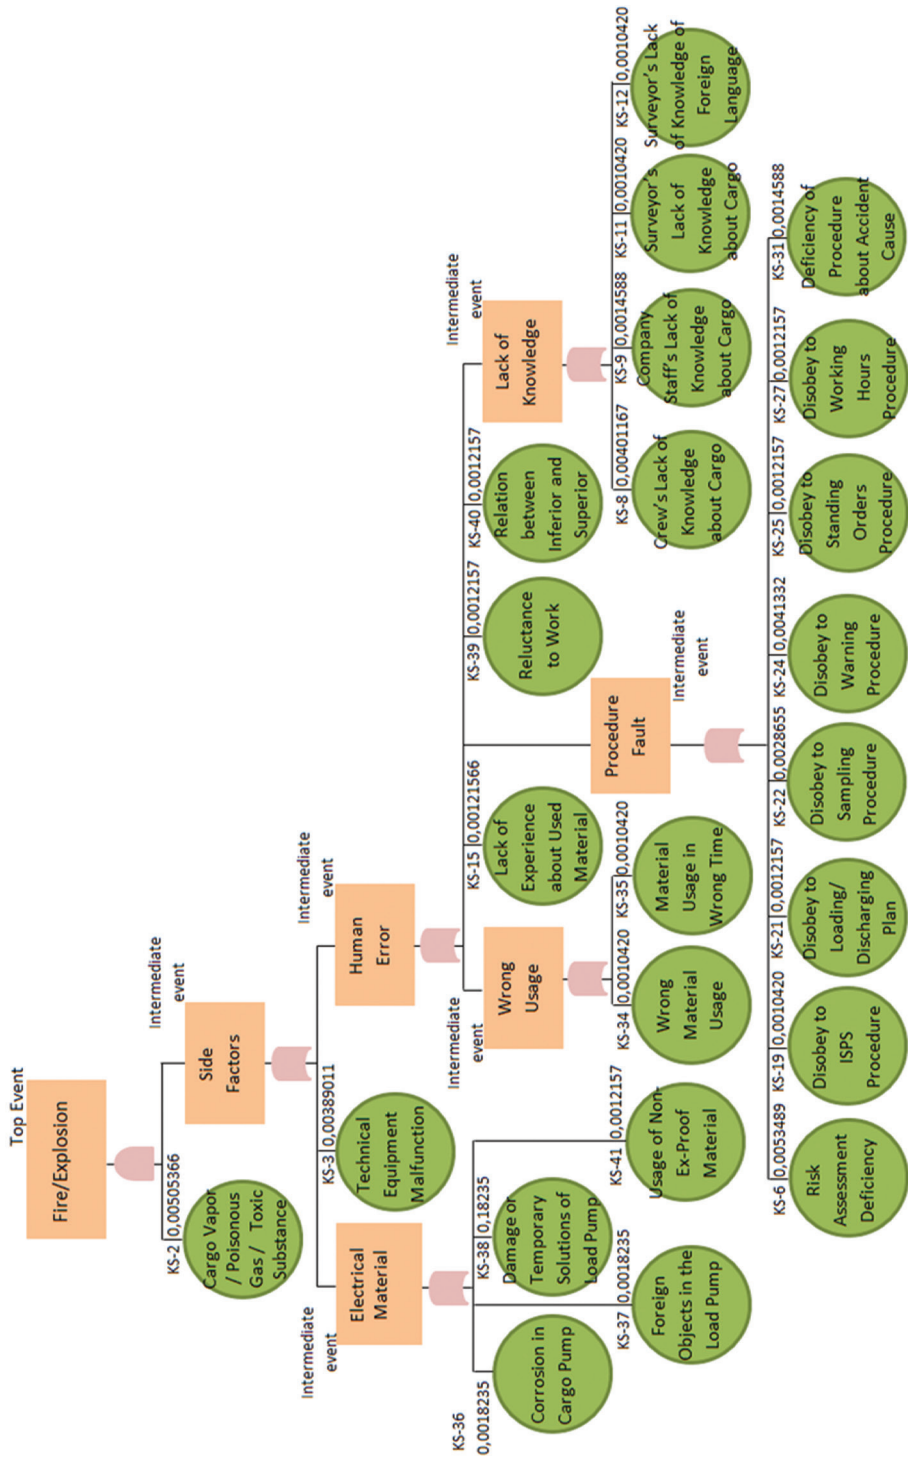 Top Event
Fire/Explosion
KS-2
0,00505366
Cargo Vapor
/ Poisonous
Gas / Toxic
Substance
Intermediate
event
Side
Factors
Intermediate
event
Electrical
Material
KS-3
0,00389011
Technical
Equipment
Malfunction
Intermediate
event
Human
Error
KS-36
0,0018235
Corrosion in
Cargo Pump
KS-37
0,0018235
Foreign
Objects in the
Load Pump
KS-38
0,18235
Damage or
Temporary
Solutions of
Load Pump
KS-41
0,0012157
Usage of Non-
Ex-Proof
Material
Intermediate
event
Wrong
Usage
KS-34
0,0010420
Wrong
Material
Usage
KS-35
0,0010420
Material
Usage in
Wrong Time
KS-15
0,00121566
Lack of
Experience
about Used
Material
Procedure
Fault
Intermediate
event
KS-39
0,0012157
Reluctance
to Work
KS-40
0,0012157
Relation
between
Inferior and
Superior
Intermediate
event
Lack of
Knowledge
KS-8
0,00401167
Crew's Lack of
Knowledge
about Cargo
KS-9
0,0014588
Company
Staff's Lack of
Knowledge
about Cargo
KS-11
0,0010420
Surveyor's
Lack of
Knowledge
about Cargo
KS-12
0,0010420
Surveyor's Lack
of Knowledge of
Foreign
Language
KS-6
0,0053489
Risk
Assessment
Deficiency
KS-19
0,0010420
Disobey to
ISPS
Procedure
KS-21
0,0012157
Disobey to
Loading/
Discharging
Plan
KS-22
0,0028655
Disobey to
Sampling
Procedure
KS-24
0,0041332
Disobey to
Warning
Procedure
KS-25
0,0012157
Disobey to
Standing
Orders
Procedure
KS-27
0,0012157
Disobey to
Working
Hours
Procedure
KS-31
0,0014588
Deficiency of
Procedure
about Accident
Cause